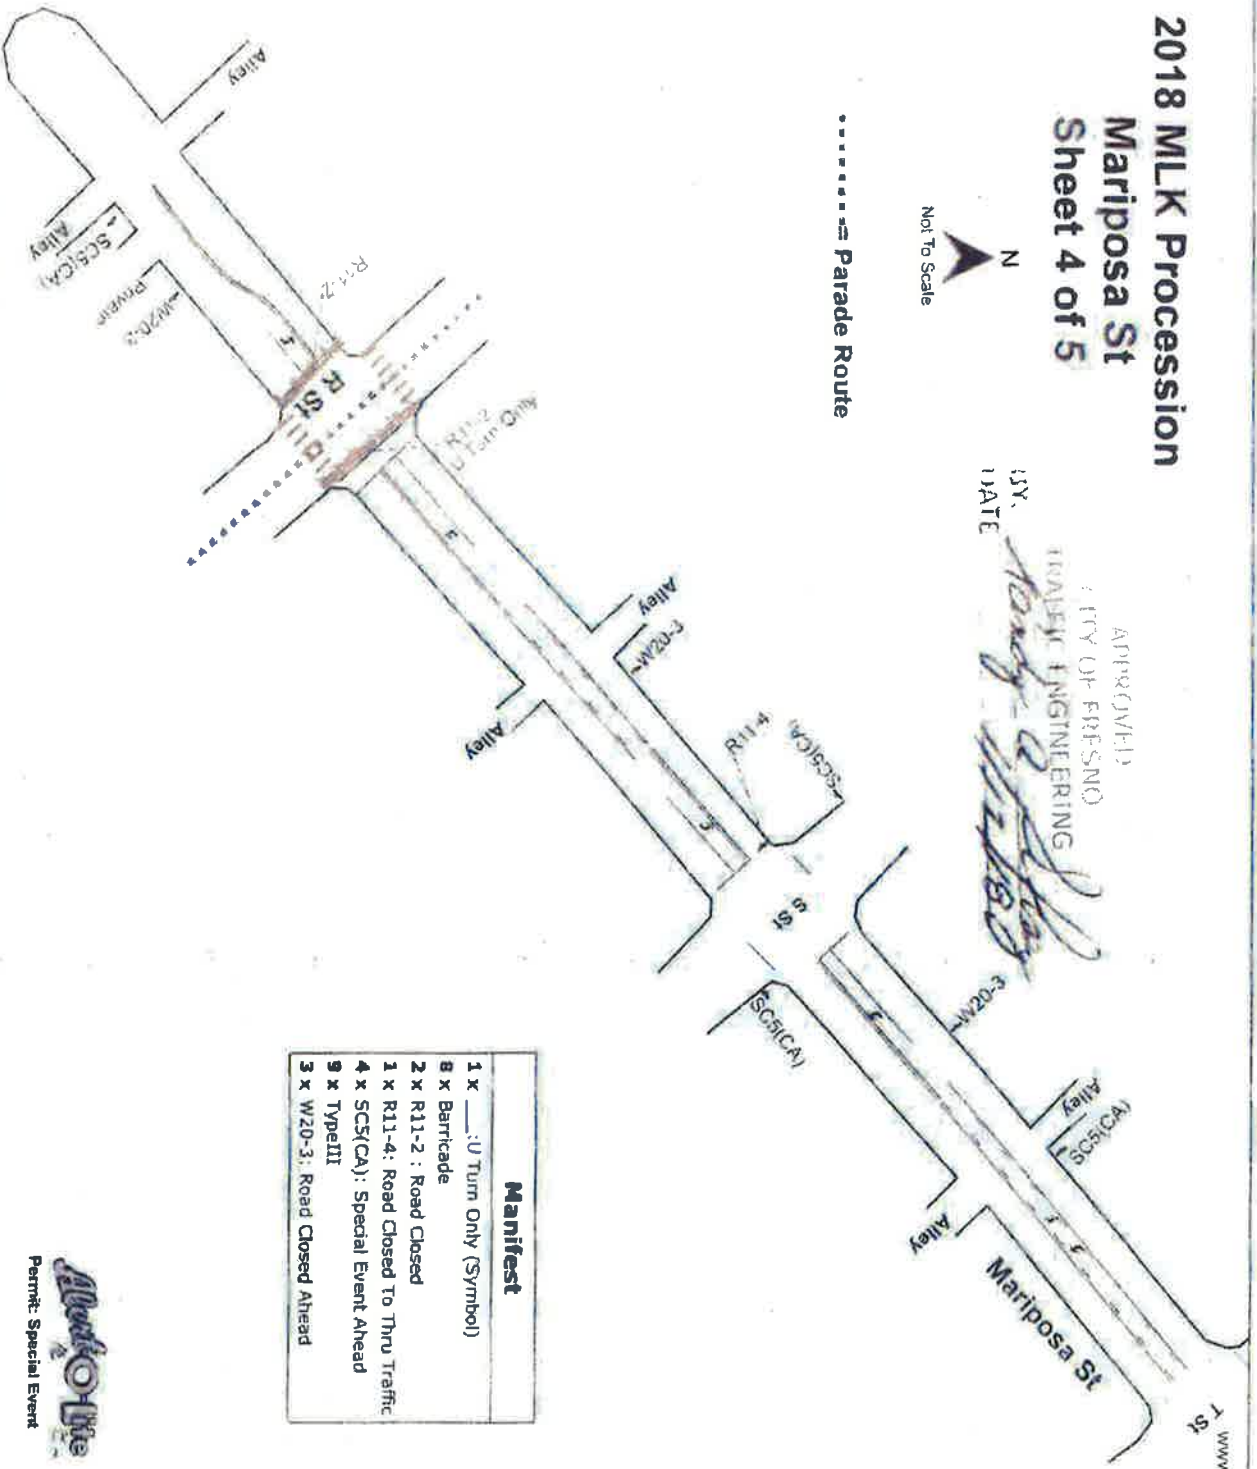 2018 MLK Procession
Mariposa St
Sheet 4 of 5
N
Not To Scale
= Parade Route
APPROVED
CITY OF FRESNO
TRAFFIC ENGINEERING
BY.
DATE
Alley
Alley
SC5(CA)
W20-3
Private
R11-2
R St
R11-2
U Turn Only
Alley
W20-3
Alley
R11-4
SC5(CA)
S St
SC5(CA)
W20-3
Alley
SC5(CA)
Alley
Mariposa St
T St
www
Manifest
1 x ___:U Turn Only (Symbol)
8 x Barricade
2 x R11-2 : Road Closed
1 x R11-4: Road Closed To Thru Traffic
4 x SC5(CA): Special Event Ahead
9 x TypeIII
3 x W20-3: Road Closed Ahead
Alert-O-Lite
Permit: Special Event